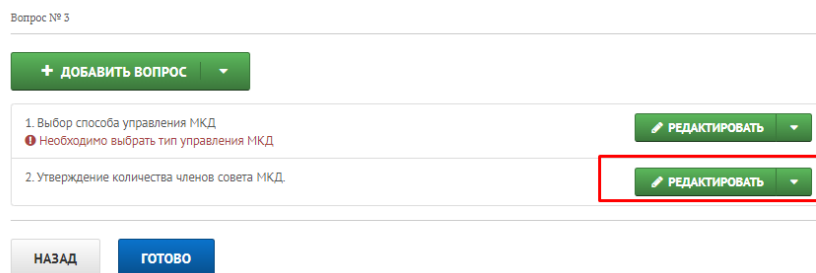 Вопрос № 3
ДОБАВИТЬ ВОПРОС
1. Выбор способа управления МКД
Необходимо выбрать тип управления МКД
РЕДАКТИРОВАТЬ
2. Утверждение количества членов совета МКД.
РЕДАКТИРОВАТЬ
НАЗАД
ГОТОВО